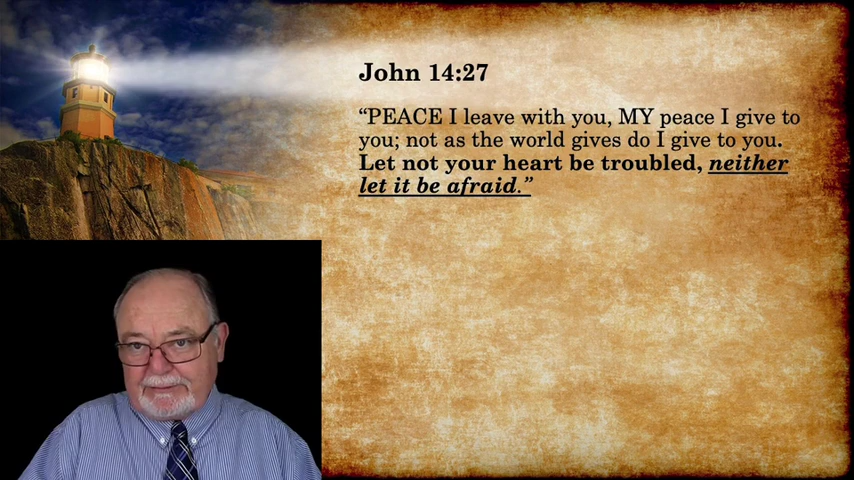 John 14:27
“PEACE I leave with you, MY peace I give to
you; not as the world gives do I give to you.
Let not your heart be troubled, neither
let it be afraid.”